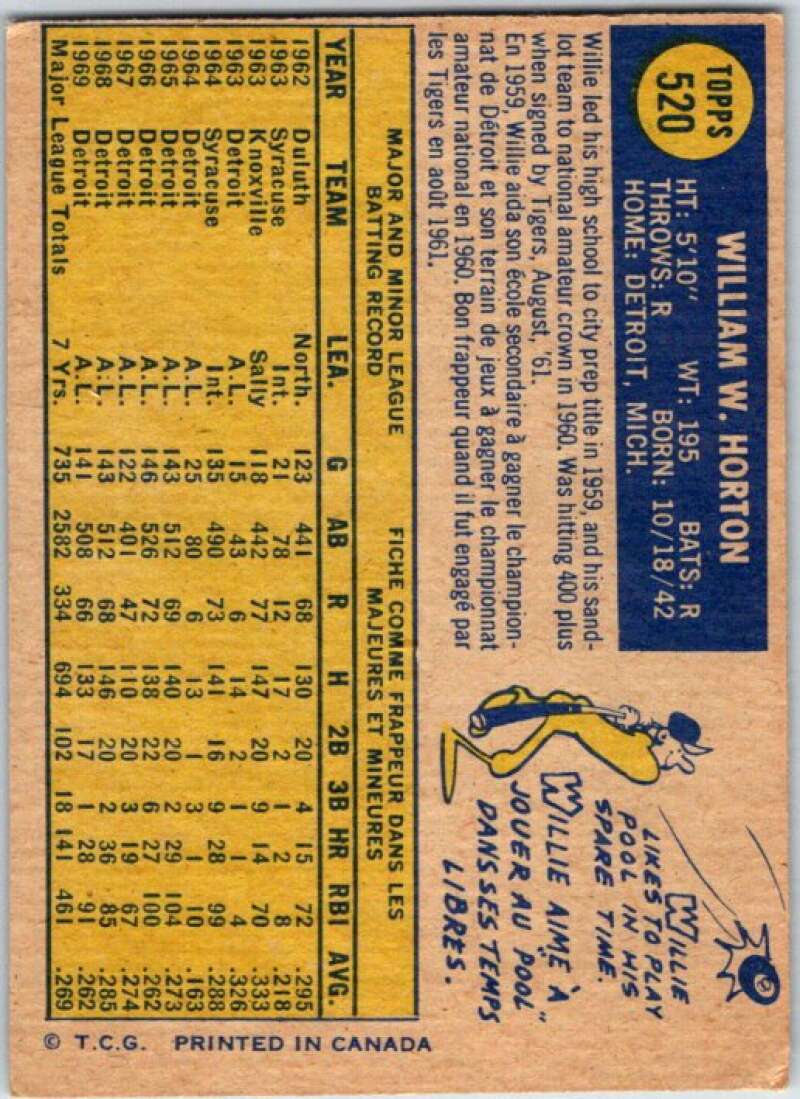 TOPPS
520
WILLIAM W. HORTON
HT: 5'10" WT: 195 BATS: R
THROWS: R BORN: 10/18/42
HOME: DETROIT, MICH.
Willie led his high school to city prep title in 1959, and his sand-
lot team to national amateur crown in 1960. Was hitting 400 plus
when signed by Tigers, August, '61.
En 1959, Willie aida son école secondaire à gagner le champion-
nat de Détroit et son terrain de jeux à gagner le championnat
amateur national en 1960. Bon frappeur quand il fut engagé par
les Tigers en août 1961.
WILLIE
LIKES TO PLAY
POOL IN HIS
SPARE TIME.
WILLIE AIME À
JOUER AU "POOL"
DANS SES TEMPS
LIBRES.
MAJOR AND MINOR LEAGUE FICHE COMME FRAPPEUR DANS LES
BATTING RECORD MAJEURES ET MINEURES
YEAR TEAM LEA. G AB R H 2B 3B HR RBI AVG.
1962 Duluth North. 123 441 68 130 20 4 15 72 .295
1963 Syracuse Int. 21 78 12 17 2 1 2 8 .218
1963 Knoxville Sally 118 442 77 147 20 9 14 70 .333
1963 Detroit A.L. 15 43 6 14 2 1 1 4 .326
1964 Syracuse Int. 135 490 73 141 16 9 28 99 .288
1964 Detroit A.L. 25 80 6 13 1 3 1 10 .163
1965 Detroit A.L. 143 512 69 140 20 2 29 104 .273
1966 Detroit A.L. 146 526 72 138 22 6 27 100 .262
1967 Detroit A.L. 122 401 47 110 20 3 19 67 .274
1968 Detroit A.L. 143 512 68 146 20 2 36 85 .285
1969 Detroit A.L. 141 508 66 133 17 1 28 91 .262
Major League Totals 7 Yrs. 735 2582 334 694 102 18 141 461 .269
© T.C.G. PRINTED IN CANADA